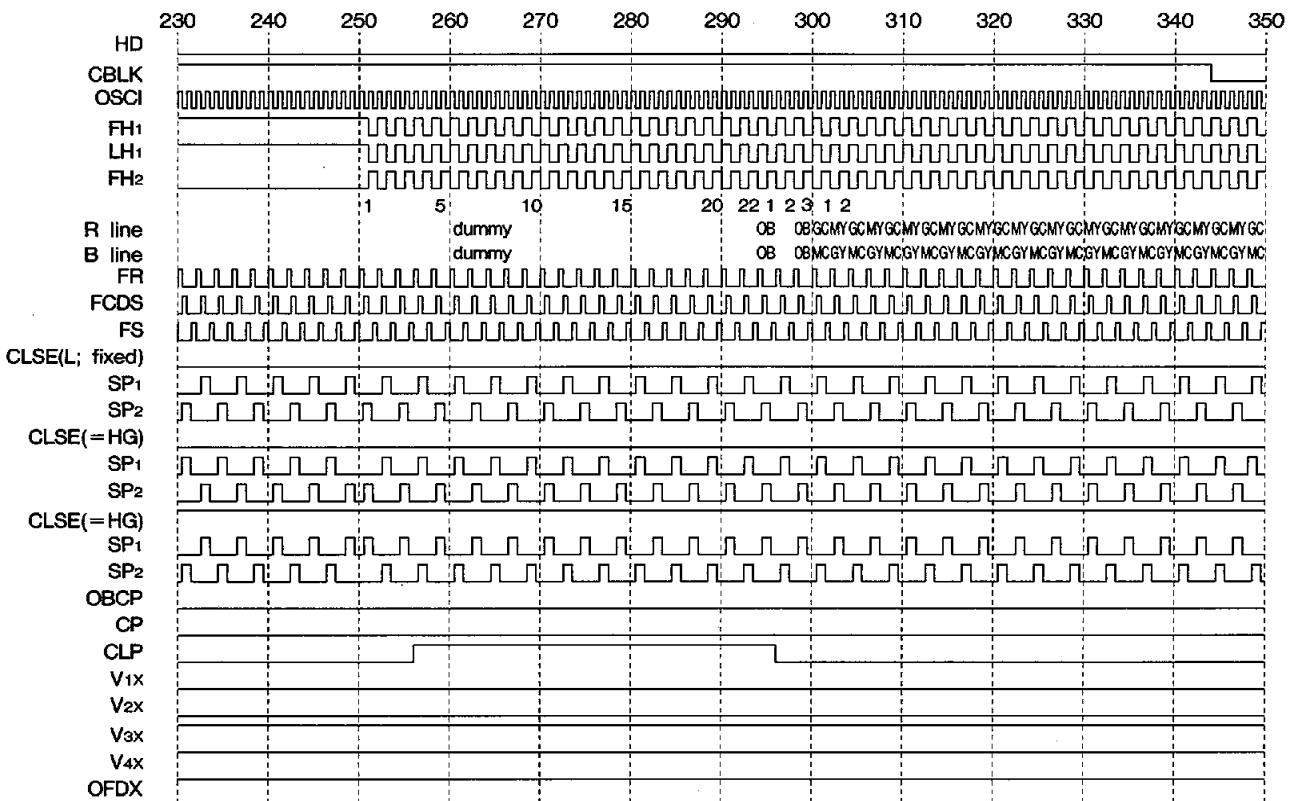 230 240 250 260 270 280 290 300 310 320 330 340 350
HD
CBLK
OSCI
FH1
LH1
FH2
1 5 10 15 20 22 1 2 3 1 2
R line dummy OB OB GCMYGCMYGCMYGCMYGCMYGCMYGCMYGCMYGCMYGCMYGCMYGCMYGC
B line dummy OB OB MCGYMCGYMCGYMCGYMCGYMCGYMCGYMCGYMCGYMCGYMCGYMCGYMC
FR
FCDS
FS
CLSE(L; fixed)
SP1
SP2
CLSE(=HG)
SP1
SP2
CLSE(=HG)
SP1
SP2
OBCP
CP
CLP
V1X
V2X
V3X
V4X
OFDX